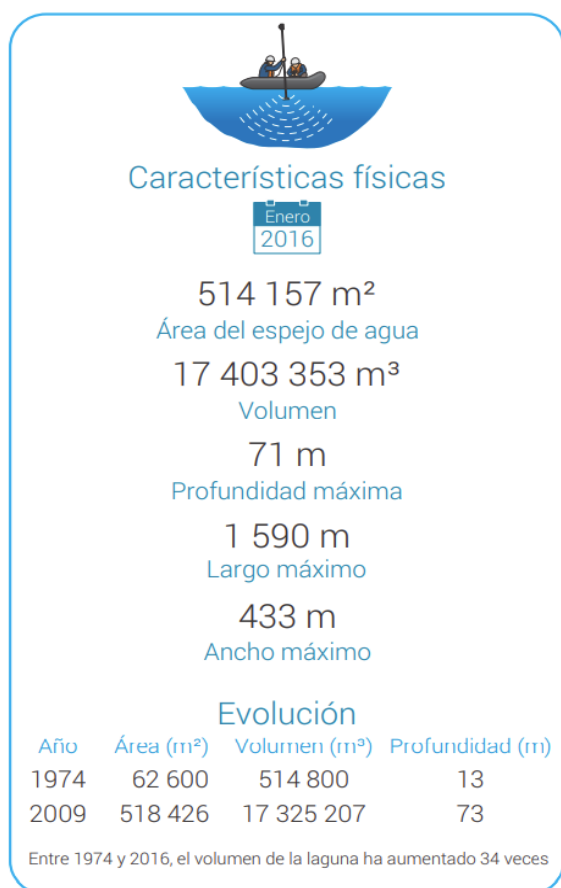 Características físicas
Enero
2016
514 157 m²
Área del espejo de agua
17 403 353 m³
Volumen
71 m
Profundidad máxima
1 590 m
Largo máximo
433 m
Ancho máximo
Evolución
Año Área (m²) Volumen (m³) Profundidad (m)
1974 62 600 514 800 13
2009 518 426 17 325 207 73
Entre 1974 y 2016, el volumen de la laguna ha aumentado 34 veces